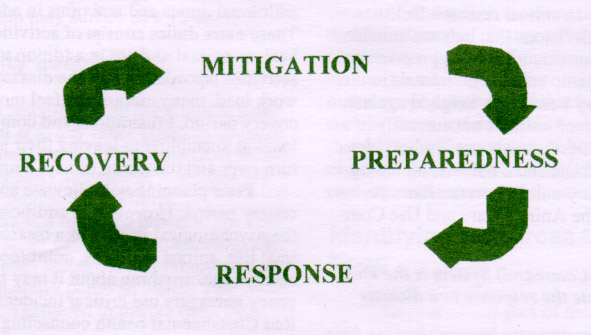 MITIGATION
RECOVERY
PREPAREDNESS
RESPONSE